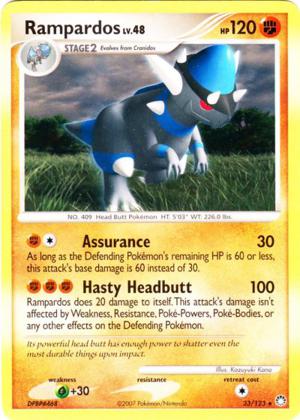 Rampardos LV.48
HP 120
STAGE 2 Evolves from Cranidos
NO. 409 Head Butt Pokémon HT: 5'03" WT: 226.0 lbs.
Assurance 30
As long as the Defending Pokémon's remaining HP is 60 or less,
this attack's base damage is 60 instead of 30.
Hasty Headbutt 100
Rampardos does 20 damage to itself. This attack's damage isn't
affected by Weakness, Resistance, Poké-Powers, Poké-Bodies, or
any other effects on the Defending Pokémon.
Its powerful head butt has enough power to shatter even the
most durable things upon impact.
Illus. Kazuyuki Kano
weakness resistance retreat cost
+30
DPBP#468 ©2007 Pokémon/Nintendo 33/123